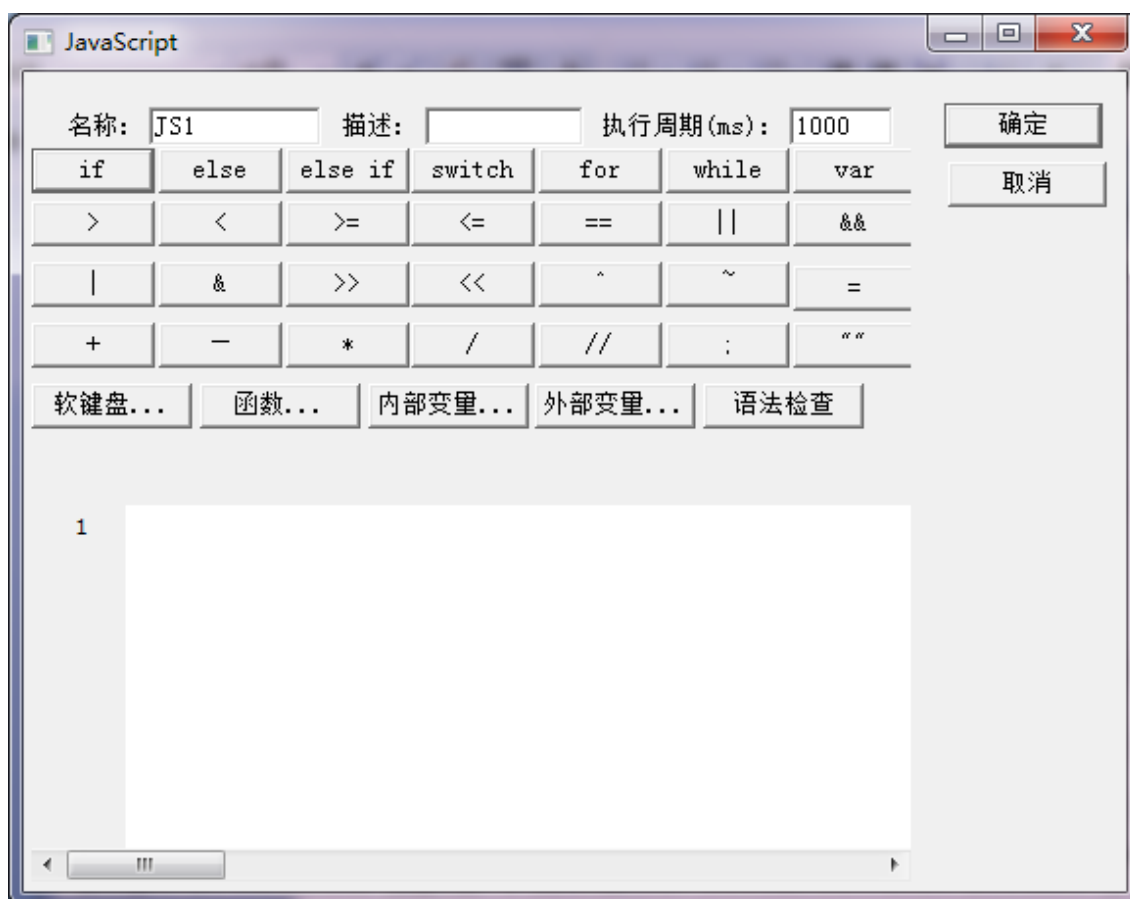 JavaScript
名称: JS1 描述: 执行周期(ms): 1000 确定
if else else if switch for while var 取消
> < >= <= == || &&
| & >> << ^ ~ =
+ — * / // ; ""
软键盘... 函数... 内部变量... 外部变量... 语法检查
1